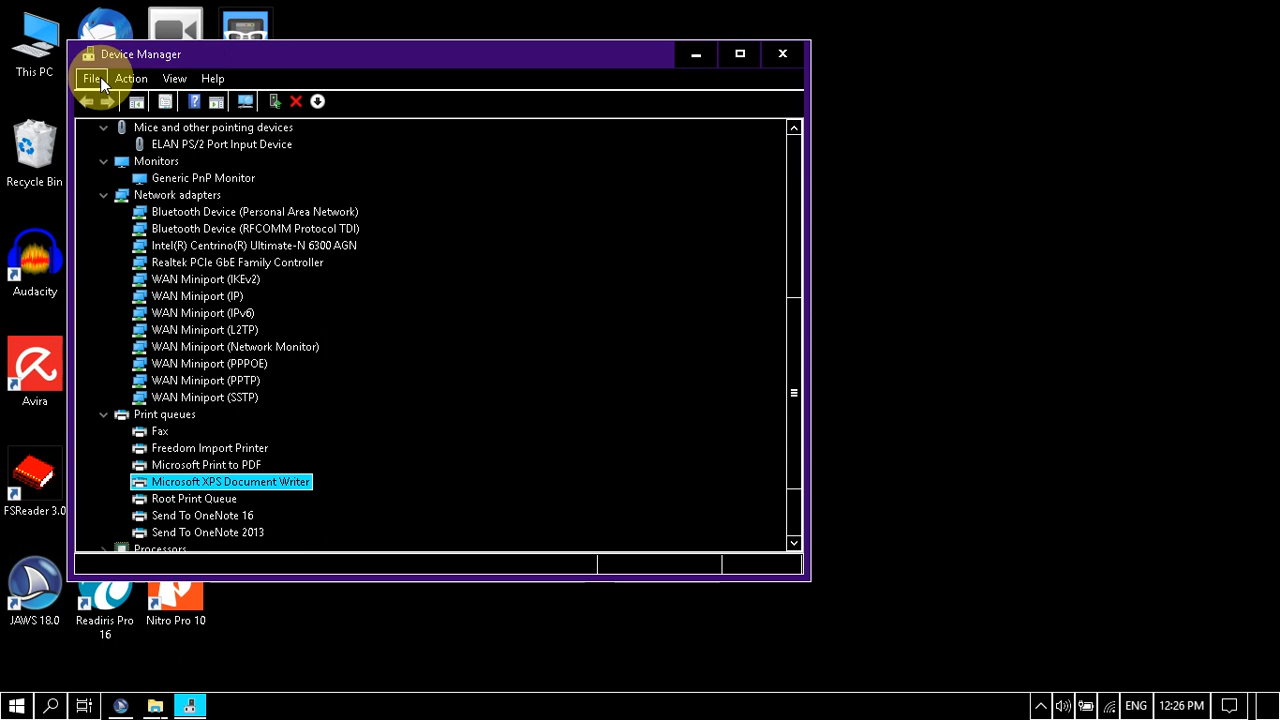 This PC
Recycle Bin
Audacity
Avira
FSReader 3.0
JAWS 18.0
Readiris Pro 16
Nitro Pro 10
Device Manager
File Action View Help
Mice and other pointing devices
ELAN PS/2 Port Input Device
Monitors
Generic PnP Monitor
Network adapters
Bluetooth Device (Personal Area Network)
Bluetooth Device (RFCOMM Protocol TDI)
Intel(R) Centrino(R) Ultimate-N 6300 AGN
Realtek PCIe GbE Family Controller
WAN Miniport (IKEv2)
WAN Miniport (IP)
WAN Miniport (IPv6)
WAN Miniport (L2TP)
WAN Miniport (Network Monitor)
WAN Miniport (PPPOE)
WAN Miniport (PPTP)
WAN Miniport (SSTP)
Print queues
Fax
Freedom Import Printer
Microsoft Print to PDF
Microsoft XPS Document Writer
Root Print Queue
Send To OneNote 16
Send To OneNote 2013
Processors
ENG 12:26 PM